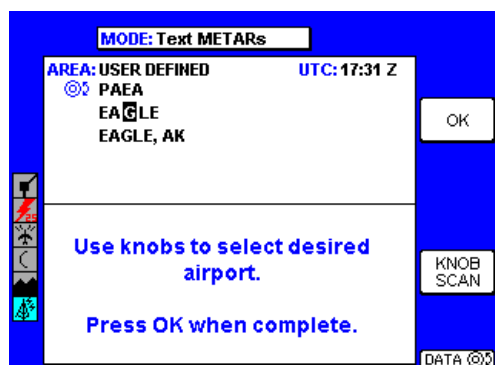 MODE: Text METARs
AREA: USER DEFINED UTC: 17:31 Z
PAEA
EAGLE
EAGLE, AK
OK
25
Use knobs to select desired
airport.
KNOB
SCAN
Press OK when complete.
DATA